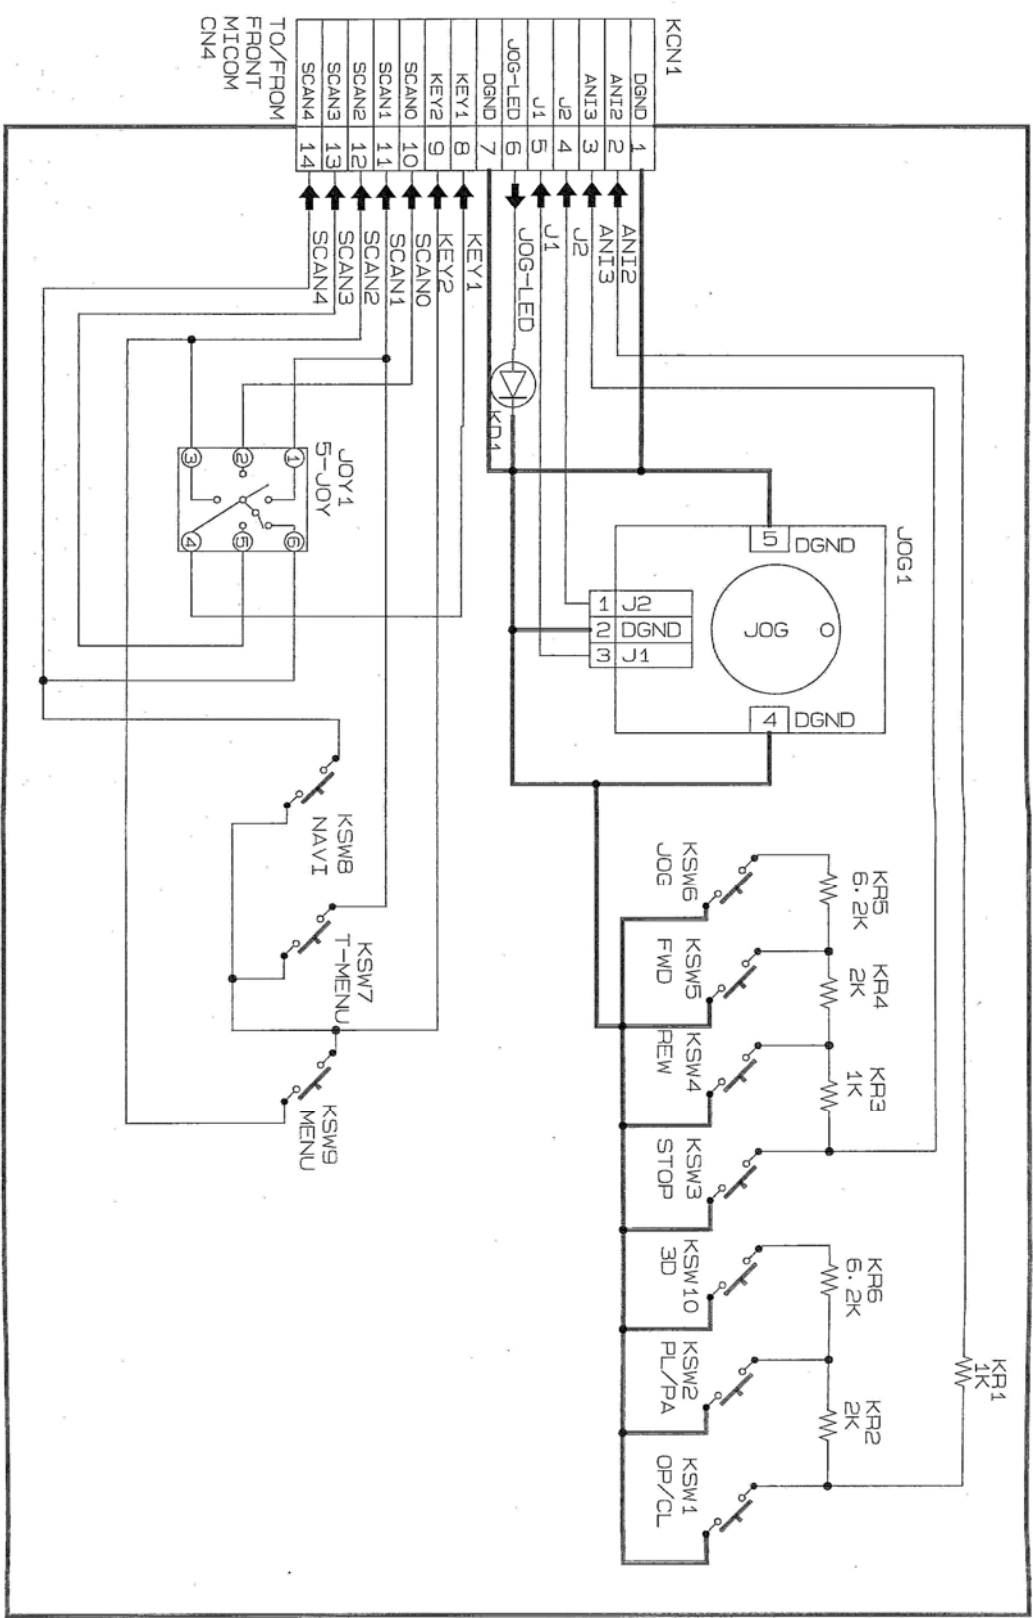 KCN1
DGND 1
ANI2 2
ANI3 3
J2 4
J1 5
JOG-LED 6
DGND 7
KEY1 8
KEY2 9
SCAN0 10
SCAN1 11
SCAN2 12
SCAN3 13
SCAN4 14
TO/FROM
FRONT
MICOM
CN4
ANI2
ANI3
J2
J1
JOG-LED
KEY1
KEY2
SCAN0
SCAN1
SCAN2
SCAN3
SCAN4
KD1
JOY1
5-JOY
1
2
3
4
5
6
JOG1
5 DGND
1 J2
2 DGND
3 J1
JOG
4 DGND
KSW8
NAVI
KSW7
T-MENU
KSW9
MENU
KR5
6.2K
KR4
2K
KR3
1K
KR6
6.2K
KR2
2K
KR1
1K
KSW6
JOG
KSW5
FWD
KSW4
REW
KSW3
STOP
KSW10
3D
KSW2
PL/PA
KSW1
OP/CL